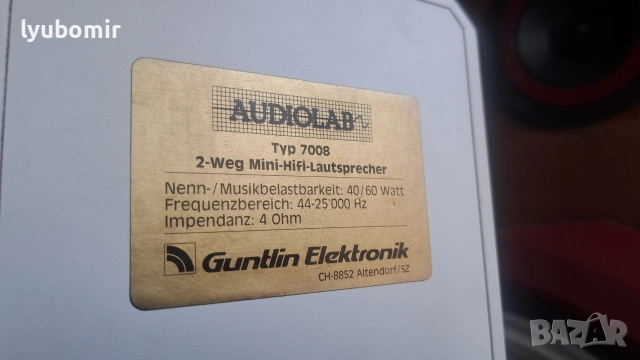 lyubomir
AUDIOLAB
Typ 7008
2-Weg Mini-Hifi-Lautsprecher
Nenn-/Musikbelastbarkeit: 40/60 Watt
Frequenzbereich: 44-25'000 Hz
Impendanz: 4 Ohm
Guntlin Elektronik
CH-8852 Altendorf/SZ
BAZAR